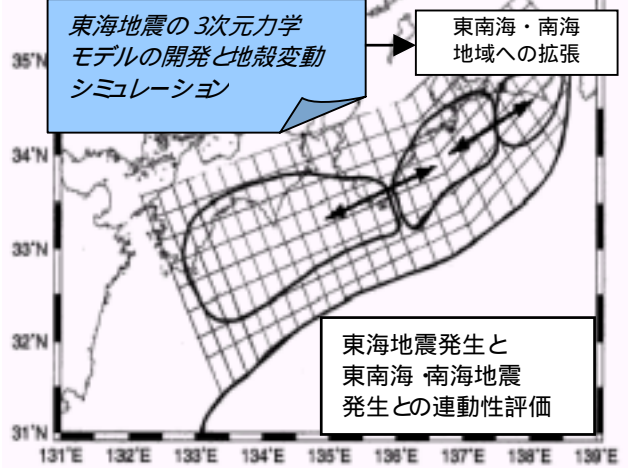 東海地震の3次元力学
モデルの開発と地殻変動
シミュレーション
東南海・南海
地域への拡張
35°N
34°N
33°N
32°N
31°N
東海地震発生と
東南海・南海地震
発生との連動性評価
131°E 132°E 133°E 134°E 135°E 136°E 137°E 138°E 139°E